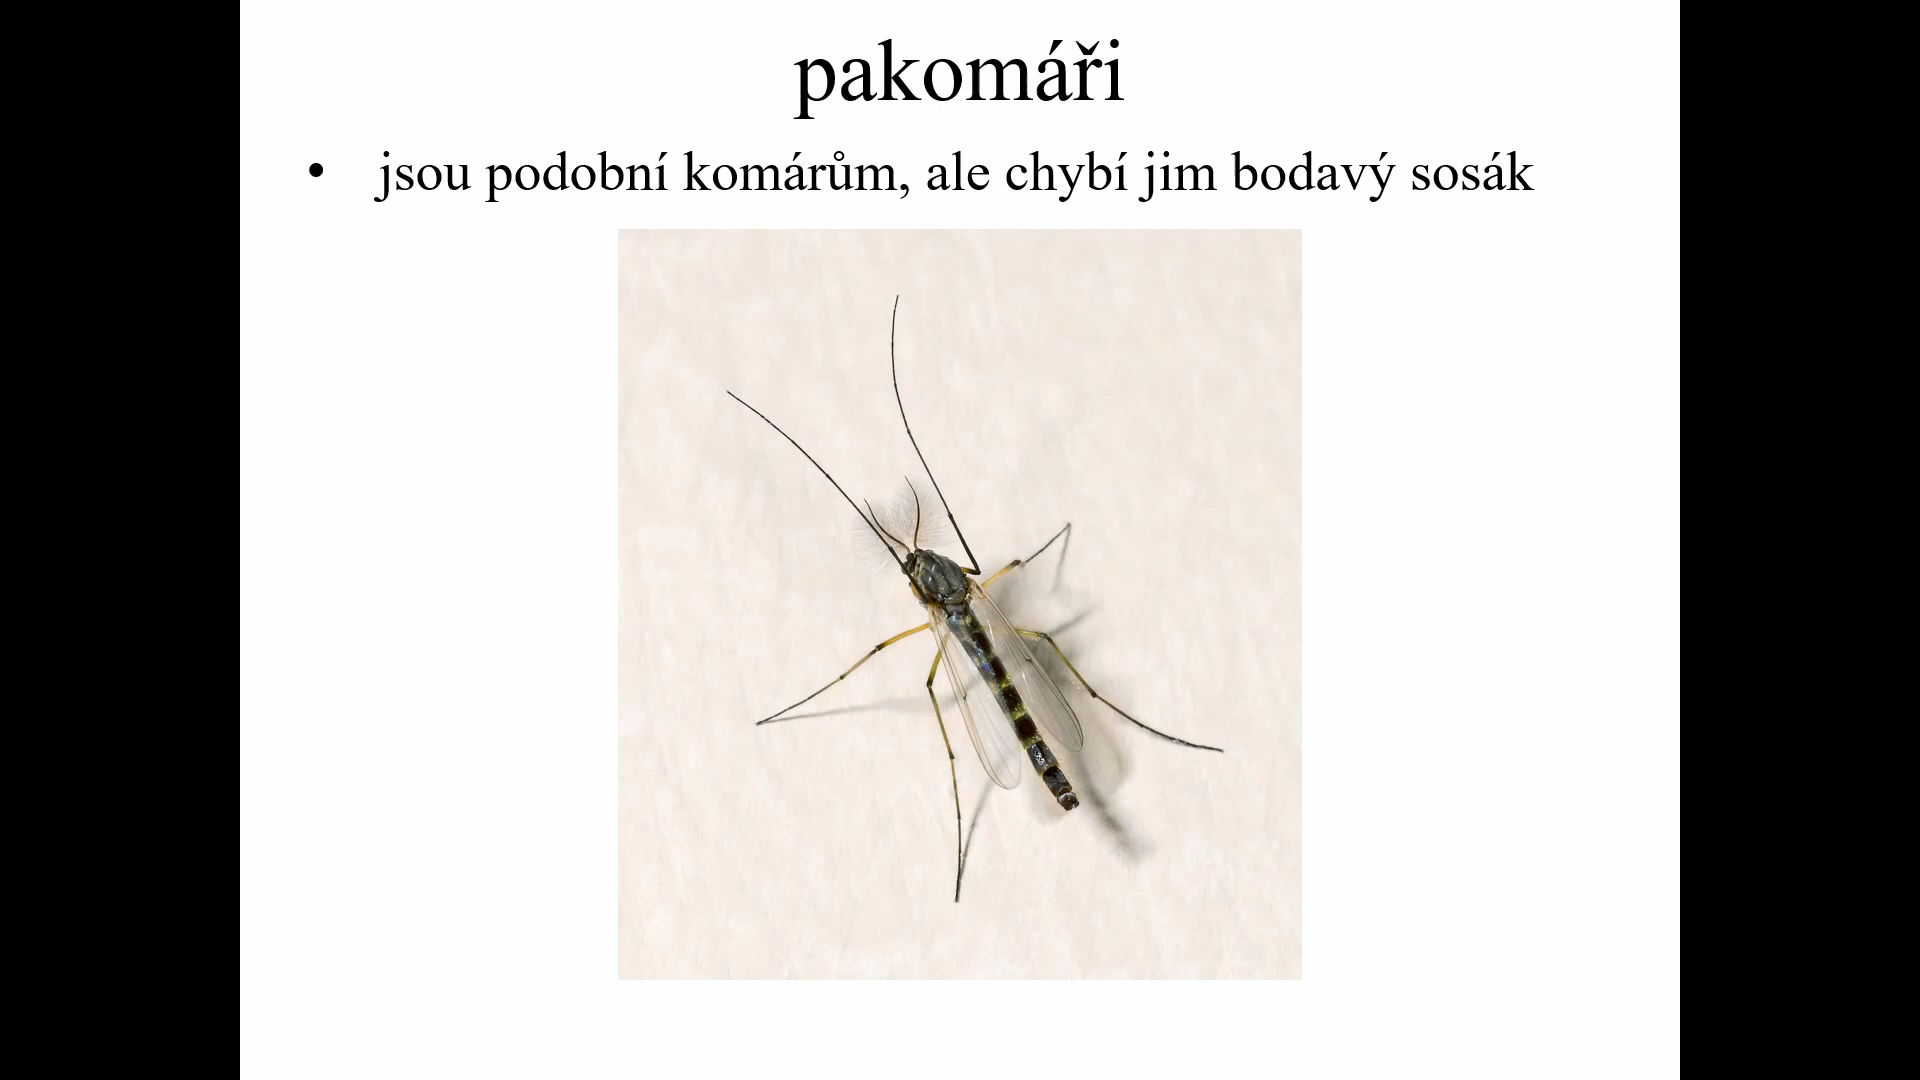 pakomáři
• jsou podobní komárům, ale chybí jim bodavý sosák